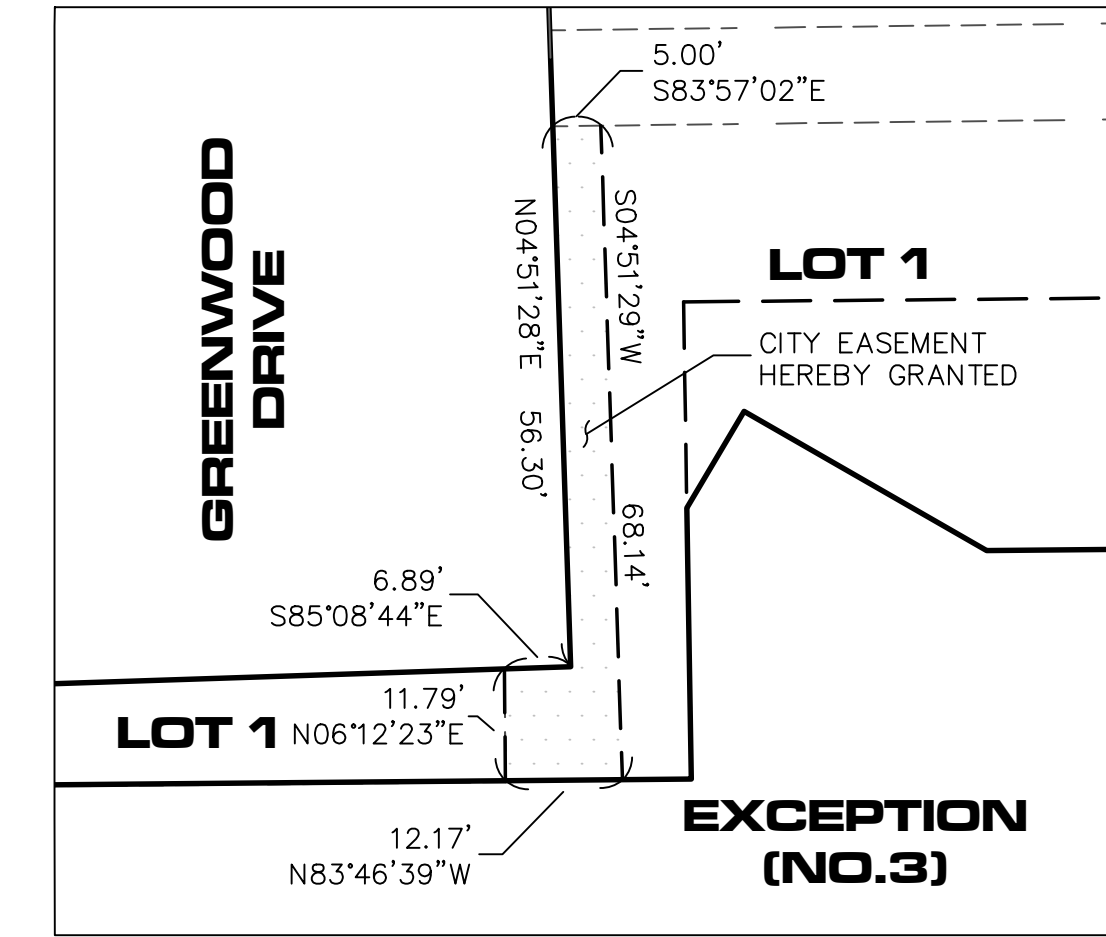 5.00'
S83°57'02"E
GREENWOOD
DRIVE
N04°51'28"E 56.30'
S04°51'29"W 68.14'
LOT 1
CITY EASEMENT
HEREBY GRANTED
6.89'
S85°08'44"E
11.79'
LOT 1 N06°12'23"E
EXCEPTION
(NO.3)
12.17'
N83°46'39"W